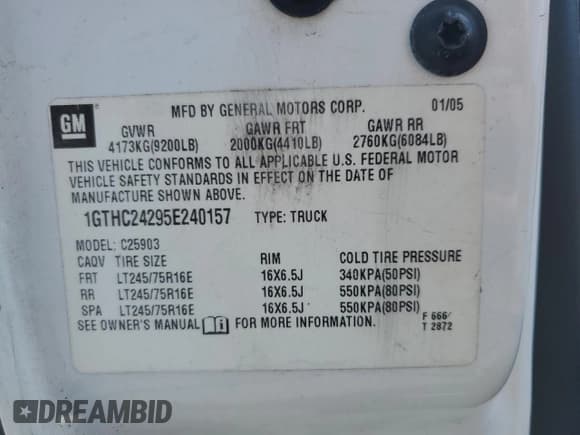 GM
MFD BY GENERAL MOTORS CORP. 01/05
GVWR GAWR FRT GAWR RR
4173KG(9200LB) 2000KG(4410LB) 2760KG(6084LB)
THIS VEHICLE CONFORMS TO ALL APPLICABLE U.S. FEDERAL MOTOR
VEHICLE SAFETY STANDARDS IN EFFECT ON THE DATE OF
MANUFACTURE SHOWN ABOVE.
1GTHC24295E240157 TYPE: TRUCK
MODEL: C25903
CAQV TIRE SIZE RIM COLD TIRE PRESSURE
FRT LT245/75R16E 16X6.5J 340KPA(50PSI)
RR LT245/75R16E 16X6.5J 550KPA(80PSI)
SPA LT245/75R16E 16X6.5J 550KPA(80PSI)
SEE OWNER'S MANUAL FOR MORE INFORMATION.
F 666/
T 2872
DREAMBID